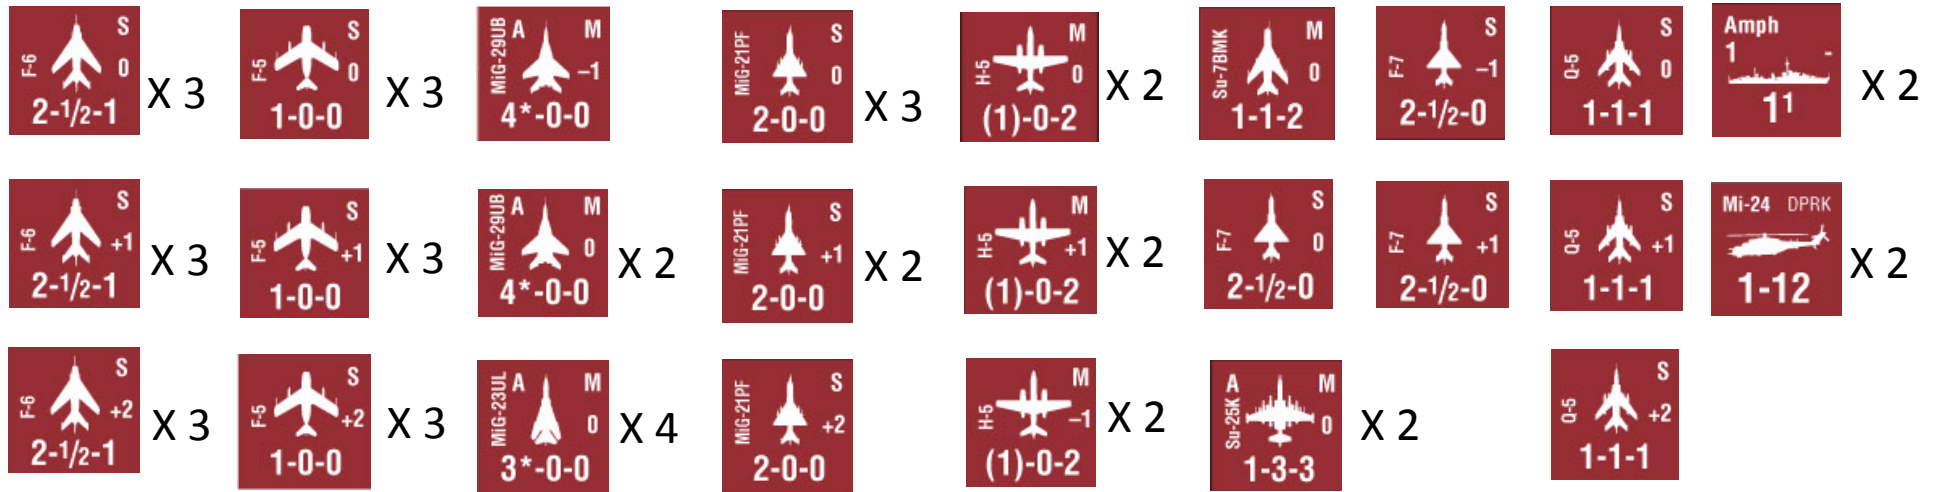 F-6 S 0 2-1/2-1 X 3
F-5 S 0 1-0-0 X 3
MiG-29UB A M –1 4*-0-0
MiG-21PF S 0 2-0-0 X 3
H-5 M 0 (1)-0-2 X 2
Su-7BMK M 0 1-1-2
F-7 S –1 2-1/2-0
Q-5 S 0 1-1-1
Amph 1 - 1¹ X 2
F-6 S +1 2-1/2-1 X 3
F-5 S +1 1-0-0 X 3
MiG-29UB A M 0 4*-0-0 X 2
MiG-21PF S +1 2-0-0 X 2
H-5 M +1 (1)-0-2 X 2
F-7 S 0 2-1/2-0
F-7 S +1 2-1/2-0
Q-5 S +1 1-1-1
Mi-24 DPRK 1-12 X 2
F-6 S +2 2-1/2-1 X 3
F-5 S +2 1-0-0 X 3
MiG-23UL A M 0 3*-0-0 X 4
MiG-21PF S +2 2-0-0
H-5 M –1 (1)-0-2 X 2
Su-25K A M 0 1-3-3 X 2
Q-5 S +2 1-1-1